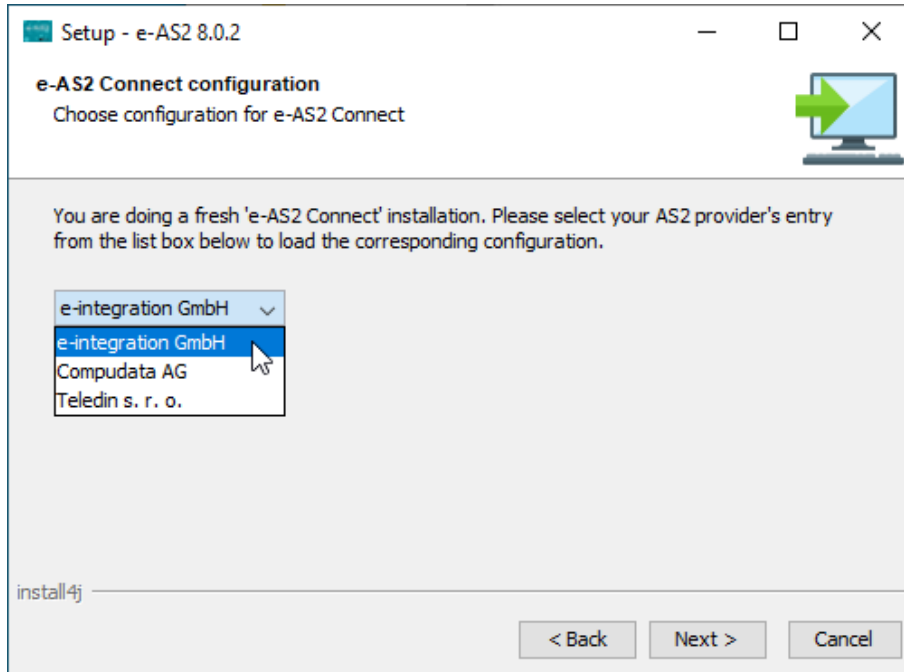 Setup - e-AS2 8.0.2
e-AS2 Connect configuration
Choose configuration for e-AS2 Connect
You are doing a fresh 'e-AS2 Connect' installation. Please select your AS2 provider's entry
from the list box below to load the corresponding configuration.
e-integration GmbH
e-integration GmbH
Compudata AG
Teledin s. r. o.
install4j
< Back
Next >
Cancel